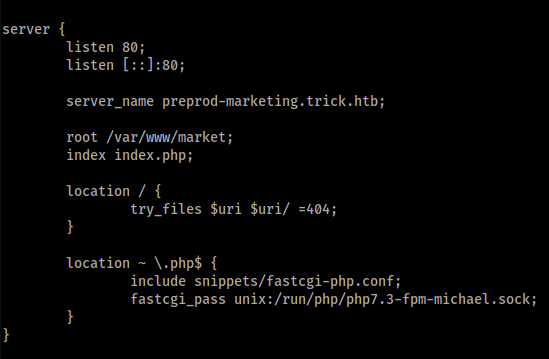 server {
        listen 80;
        listen [::]:80;

        server_name preprod-marketing.trick.htb;

        root /var/www/market;
        index index.php;

        location / {
                try_files $uri $uri/ =404;
        }

        location ~ \.php$ {
                include snippets/fastcgi-php.conf;
                fastcgi_pass unix:/run/php/php7.3-fpm-michael.sock;
        }
}